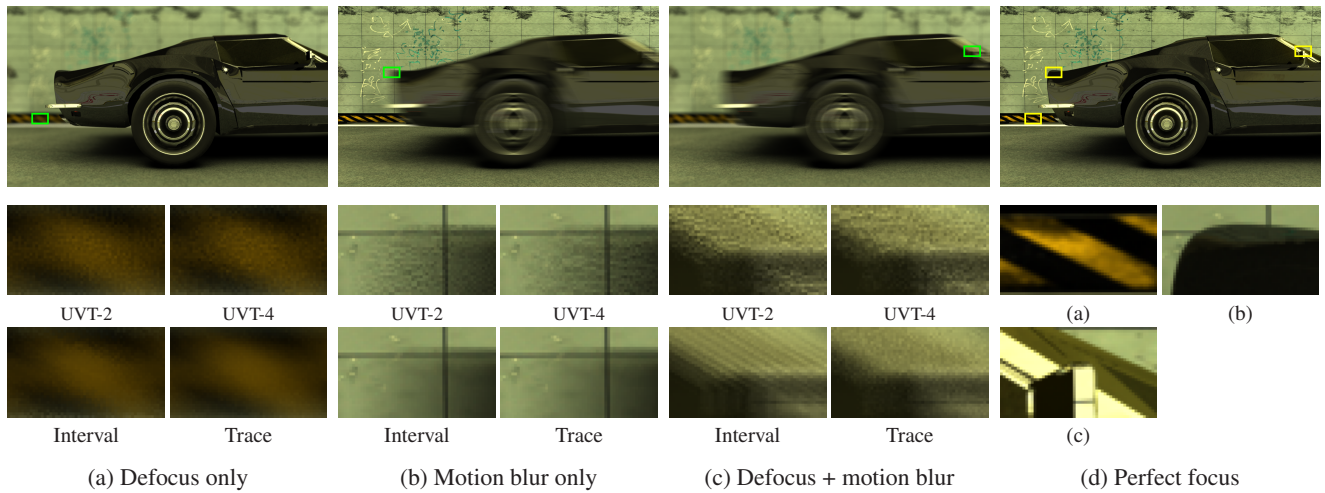 UVT-2 UVT-4 UVT-2 UVT-4 UVT-2 UVT-4 (a) (b)
Interval Trace Interval Trace Interval Trace (c)
(a) Defocus only (b) Motion blur only (c) Defocus + motion blur (d) Perfect focus